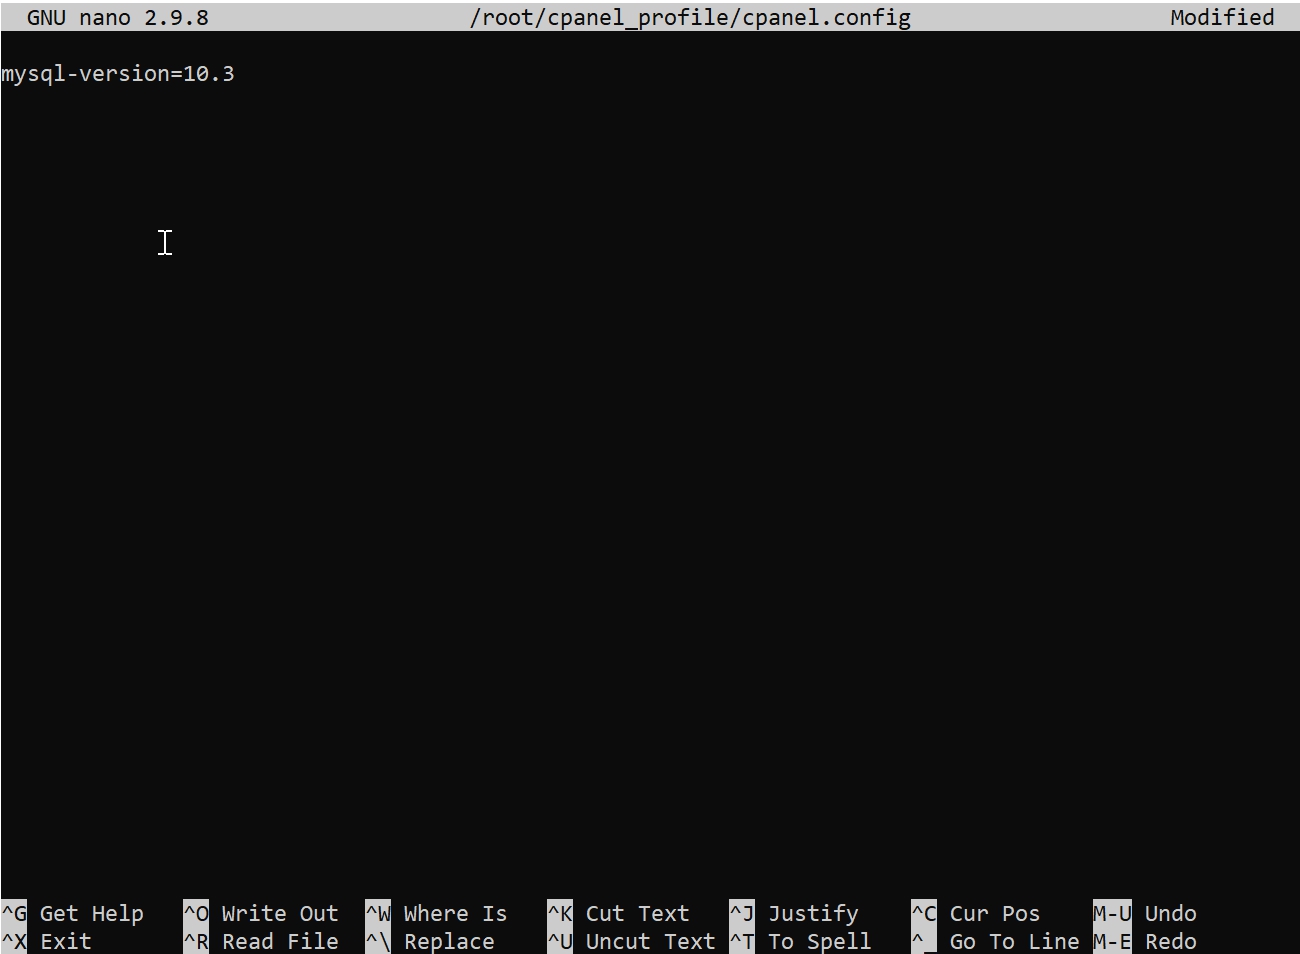 GNU nano 2.9.8 /root/cpanel_profile/cpanel.config Modified
mysql-version=10.3
^G Get Help ^O Write Out ^W Where Is ^K Cut Text ^J Justify ^C Cur Pos M-U Undo
^X Exit ^R Read File ^\ Replace ^U Uncut Text ^T To Spell ^_ Go To Line M-E Redo